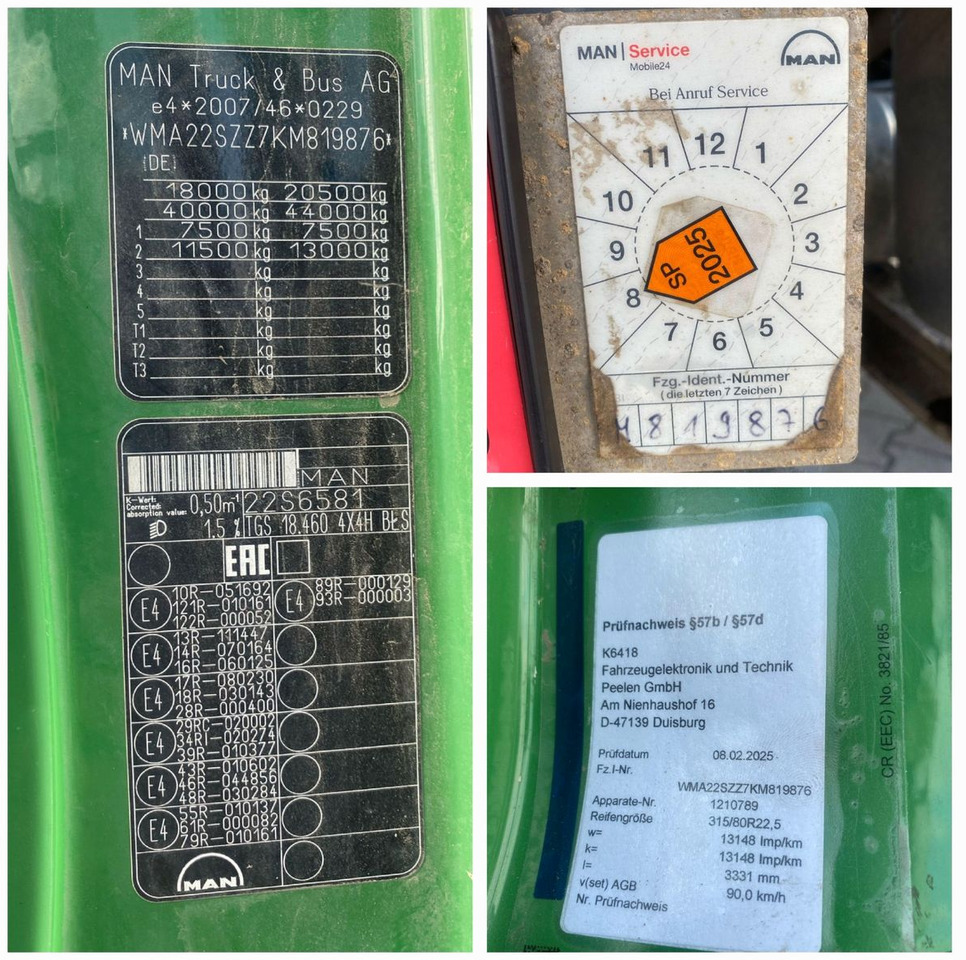 MAN Truck & Bus AG
e4*2007/46*0229
*WMA22SZZ7KM819876*
(DE)
18000 kg 20500 kg
40000 kg 44000 kg
1 7500 kg 7500 kg
2 11500 kg 13000 kg
3 kg kg
4 kg kg
5 kg kg
T1 kg kg
T2 kg kg
T3 kg kg
MAN
K-Wert:
Corrected
absorption value: 0,50m⁻¹ 22S6581
1.5 % TGS 18.460 4X4H BLS
EAC
E4 10R-051692
121R-010161
122R-000052
E4 89R-000129
93R-000003
E4 13R-111447
14R-070164
16R-060125
E4 17R-080230
18R-030143
28R-000400
E4 29RC-020002
34RI-020274
39R-010377
E4 43R-010602
46R-044856
48R-030284
E4 55R-010137
61R-000082
79R-010161
MAN
MAN | Service
Mobile24
MAN
Bei Anruf Service
12
1
2
3
4
5
6
7
8
9
10
11
SP
2025
Fzg.-Ident.-Nummer
(die letzten 7 Zeichen)
819876
Prüfnachweis §57b / §57d
K6418
Fahrzeugelektronik und Technik
Peelen GmbH
Am Nienhaushof 16
D-47139 Duisburg
Prüfdatum 08.02.2025
Fz.I-Nr.
WMA22SZZ7KM819876
Apparate-Nr. 1210789
Reifengröße 315/80R22,5
w= 13148 Imp/km
k= 13148 Imp/km
l= 3331 mm
v(set) AGB 90,0 km/h
Nr. Prüfnachweis
CR (EEC) No. 3821/85